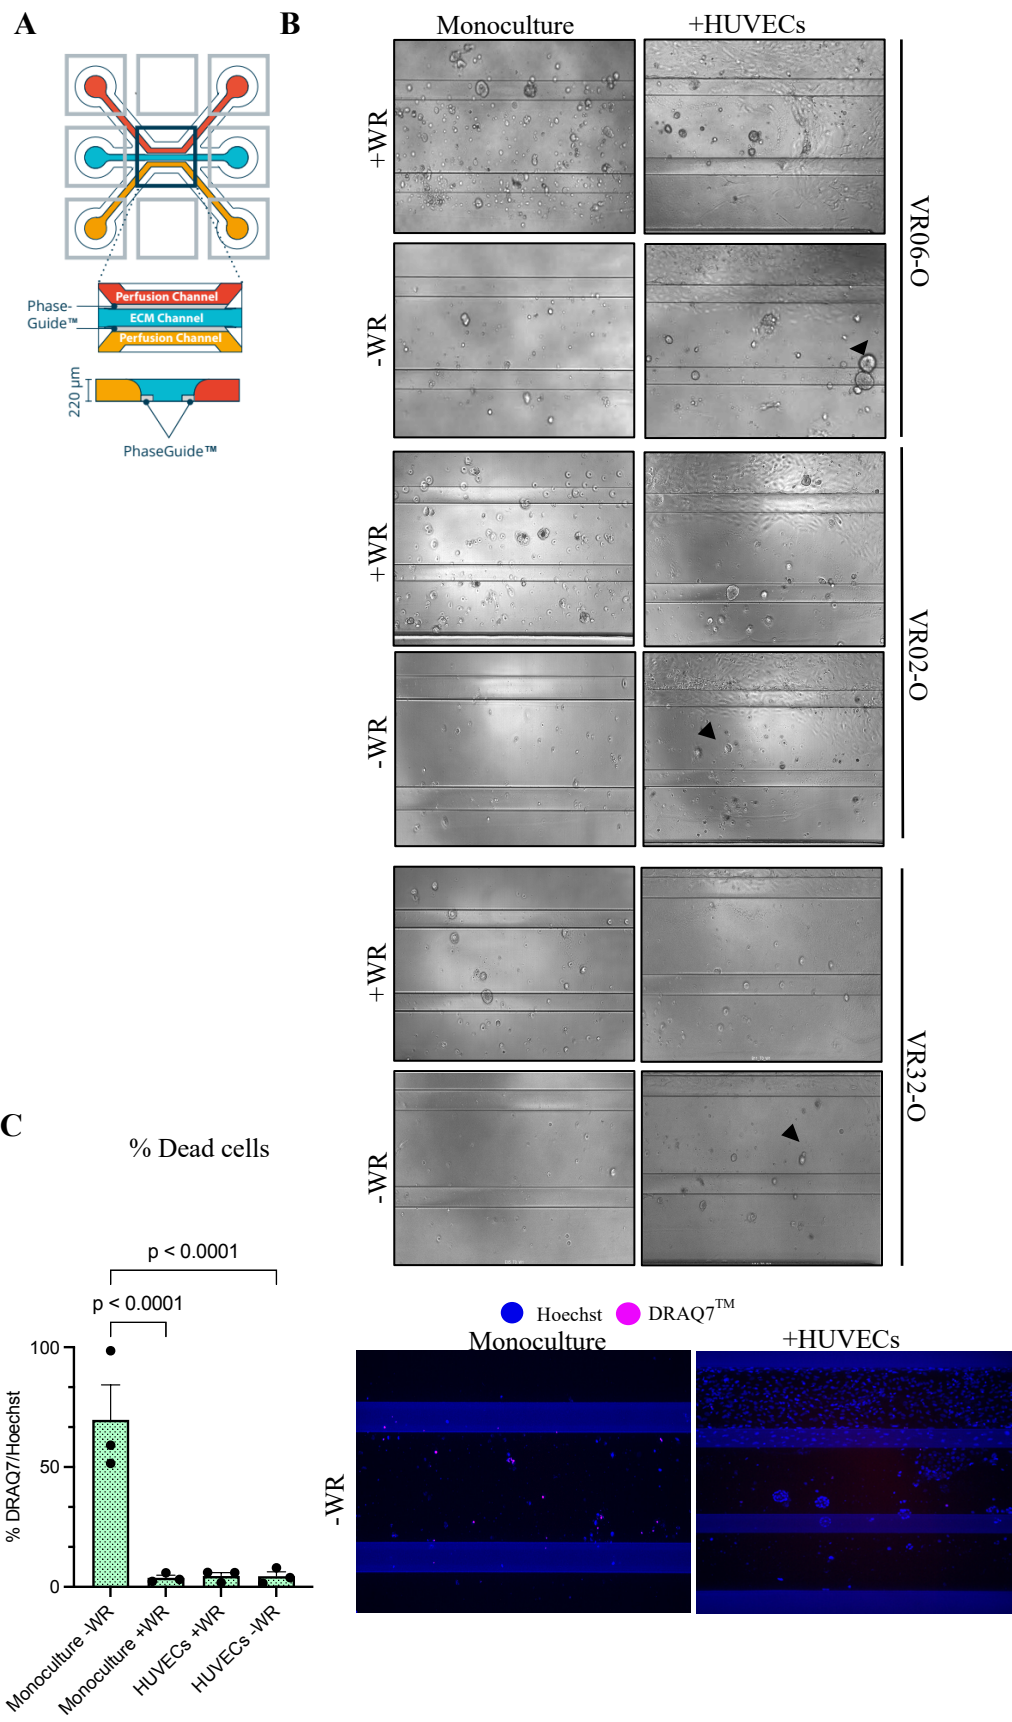 A
B
Monoculture
+HUVECs
+WR
-WR
VR06-O
Perfusion Channel
ECM Channel
Perfusion Channel
Phase-
Guide™
220 µm
PhaseGuide™
+WR
-WR
VR02-O
+WR
-WR
VR32-O
C
% Dead cells
p < 0.0001
p < 0.0001
100
50
0
% DRAQ7/Hoechst
Monoculture -WR
Monoculture +WR
HUVECs +WR
HUVECs -WR
Hoechst
DRAQ7™
Monoculture
+HUVECs
-WR